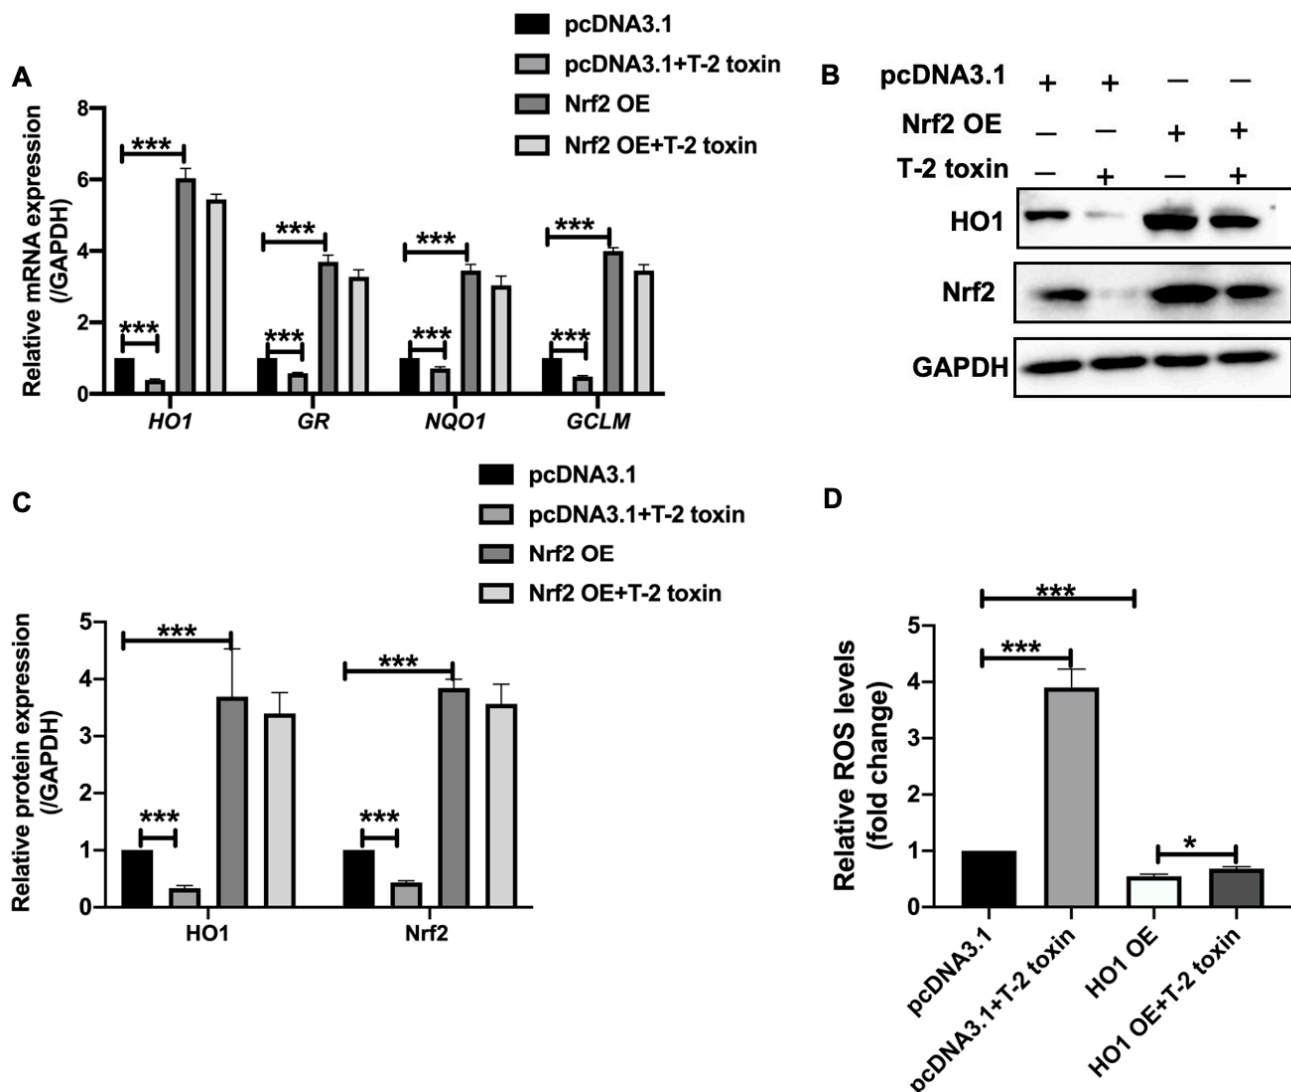 A
pcDNA3.1
pcDNA3.1+T-2 toxin
Nrf2 OE
Nrf2 OE+T-2 toxin
Relative mRNA expression
(/GAPDH)
8
6
4
2
0
***
***
***
***
***
***
***
***
HO1
GR
NQO1
GCLM
B
pcDNA3.1 + + − −
Nrf2 OE − − + +
T-2 toxin − + − +
HO1
Nrf2
GAPDH
C
pcDNA3.1
pcDNA3.1+T-2 toxin
Nrf2 OE
Nrf2 OE+T-2 toxin
Relative protein expression
(/GAPDH)
5
4
3
2
1
0
***
***
***
***
HO1
Nrf2
D
Relative ROS levels
(fold change)
5
4
3
2
1
0
***
***
*
pcDNA3.1
pcDNA3.1+T-2 toxin
HO1 OE
HO1 OE+T-2 toxin